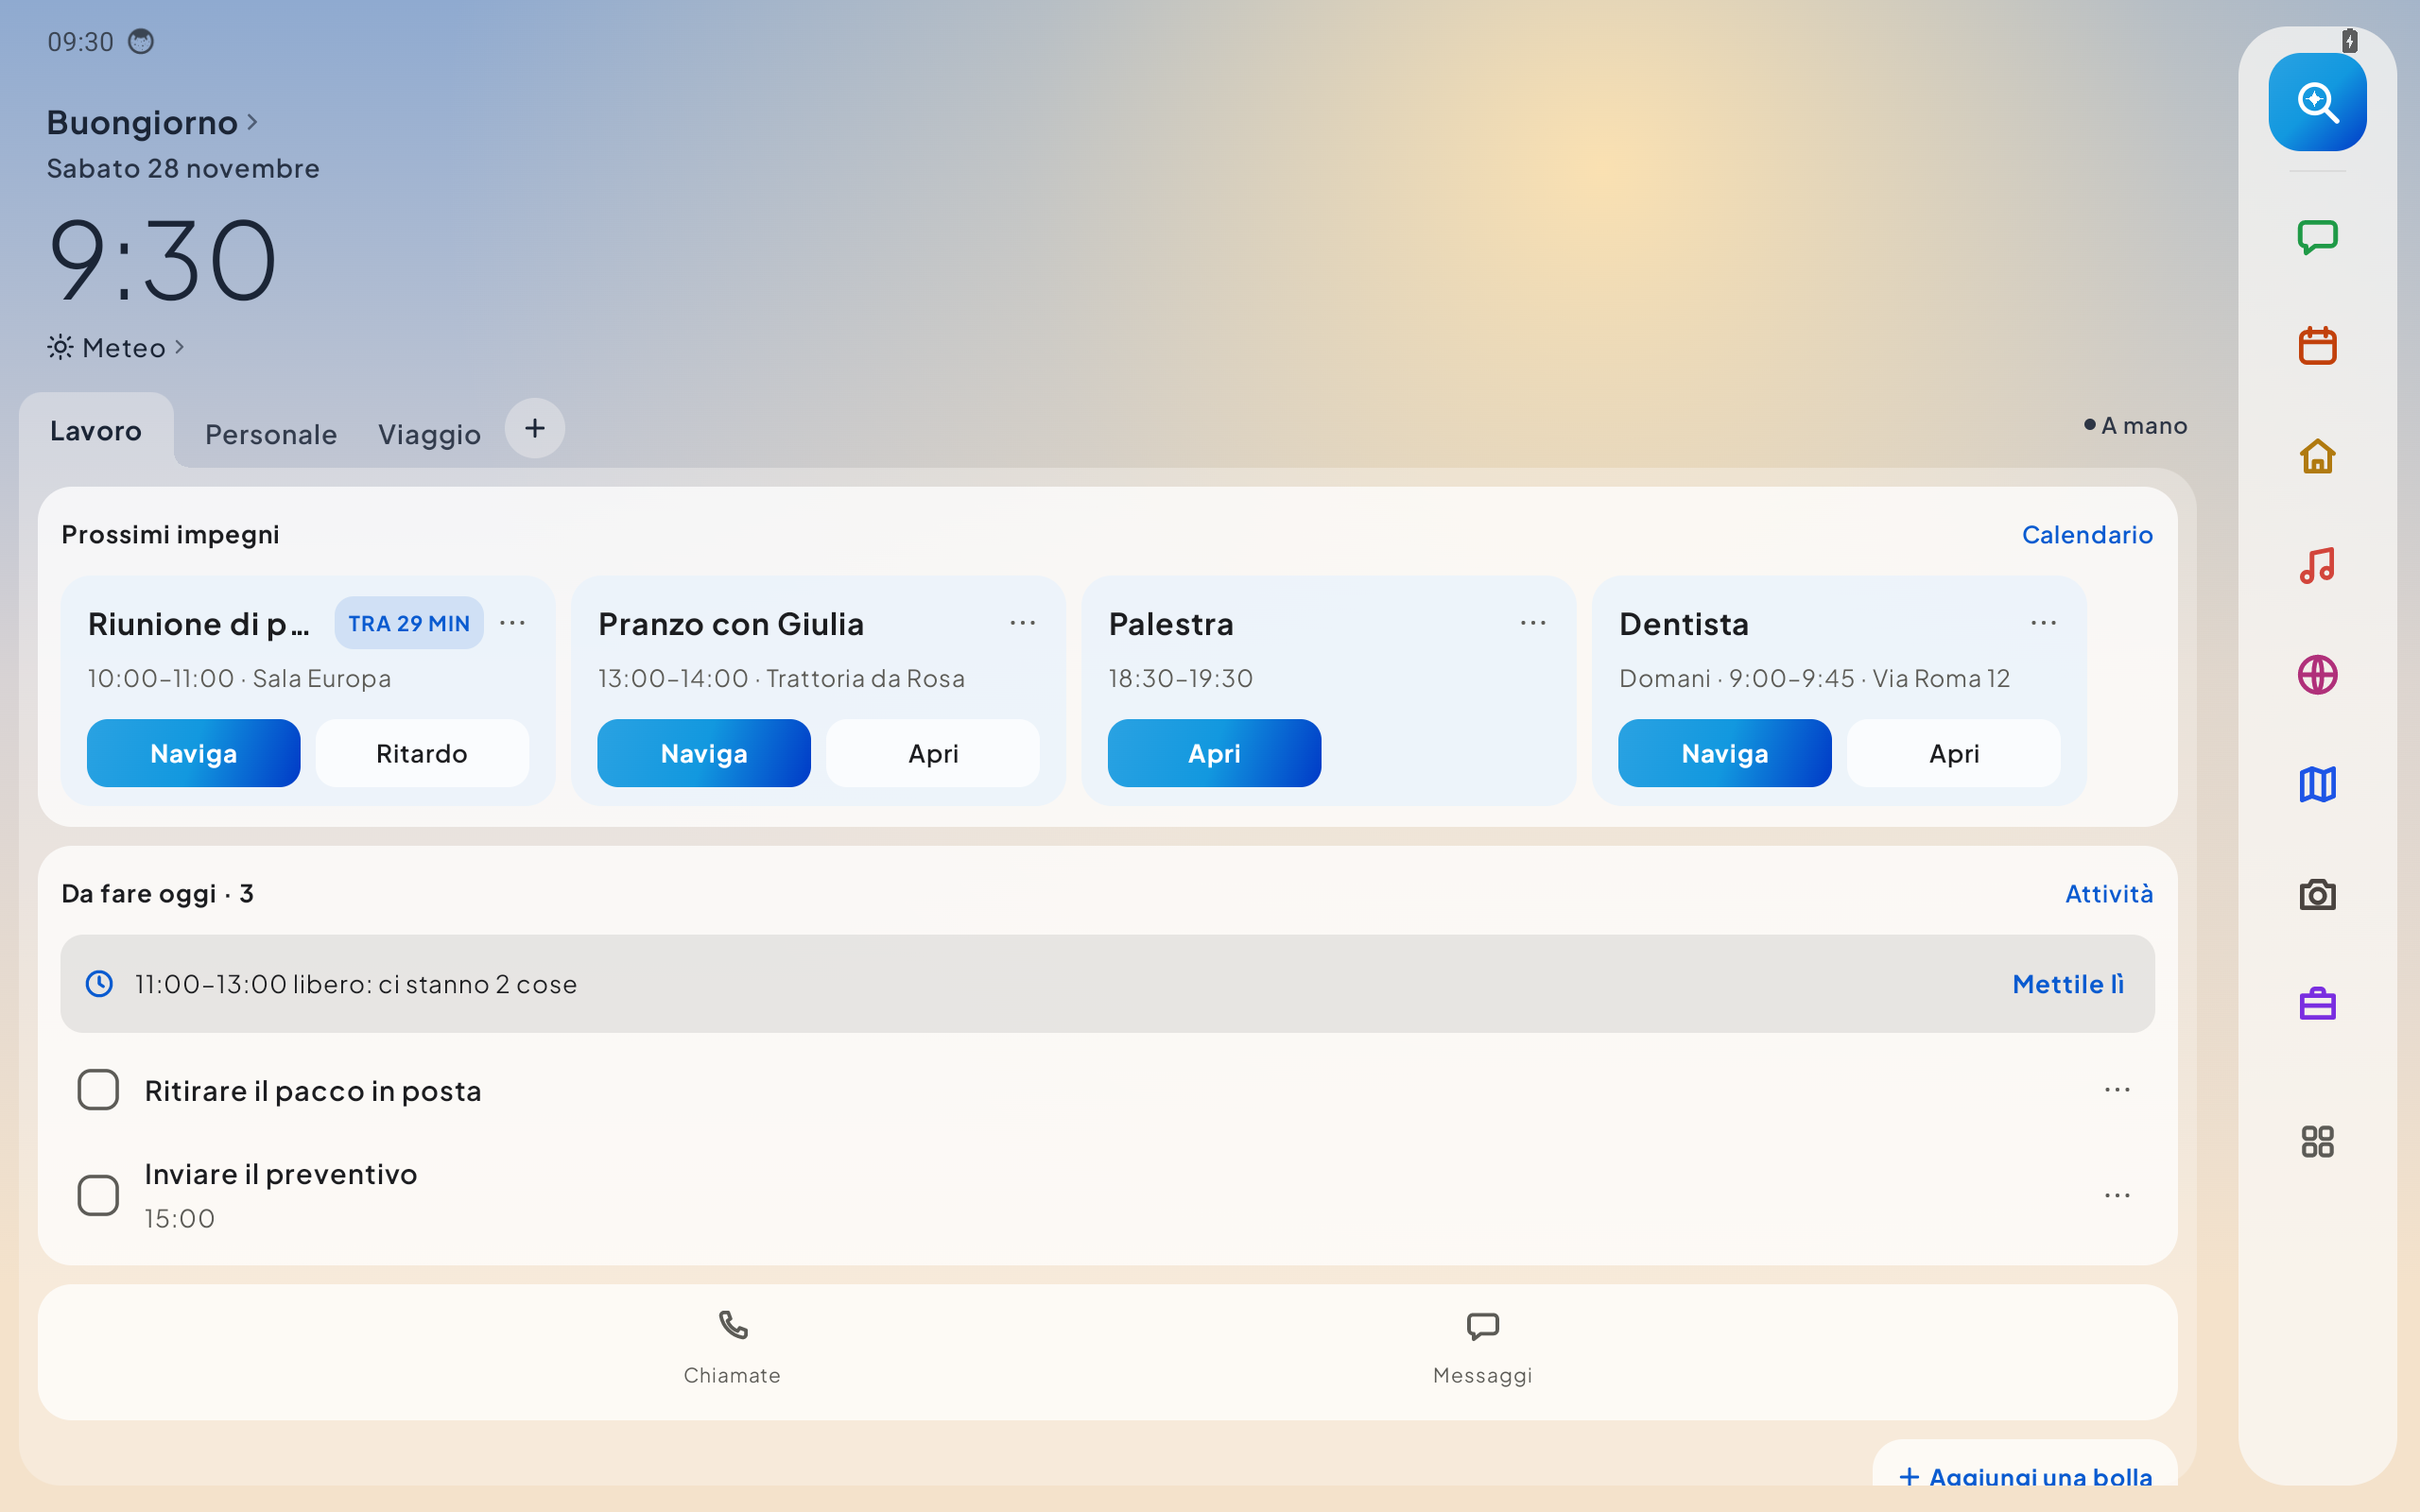 09:30
Buongiorno
Sabato 28 novembre
9:30
Meteo
Lavoro
Personale
Viaggio
+
A mano
Prossimi impegni
Calendario
Riunione di p…
TRA 29 MIN
10:00–11:00 · Sala Europa
Naviga
Ritardo
Pranzo con Giulia
13:00–14:00 · Trattoria da Rosa
Naviga
Apri
Palestra
18:30–19:30
Apri
Dentista
Domani · 9:00–9:45 · Via Roma 12
Naviga
Apri
Da fare oggi · 3
Attività
11:00–13:00 libero: ci stanno 2 cose
Mettile lì
Ritirare il pacco in posta
Inviare il preventivo
15:00
Chiamate
Messaggi
+ Aggiungi una bolla